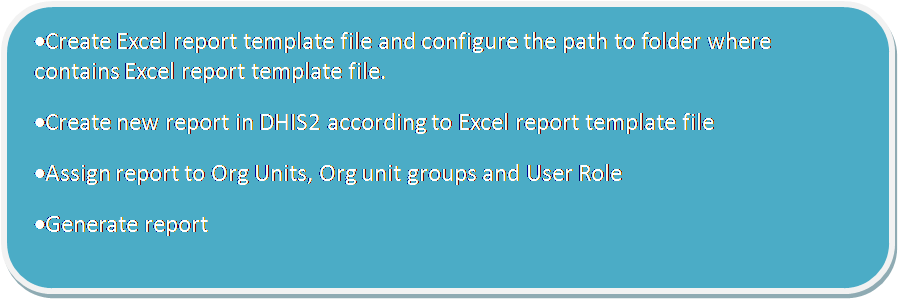 •Create Excel report template file and configure the path to folder where
contains Excel report template file.
•Create new report in DHIS2 according to Excel report template file
•Assign report to Org Units, Org unit groups and User Role
•Generate report